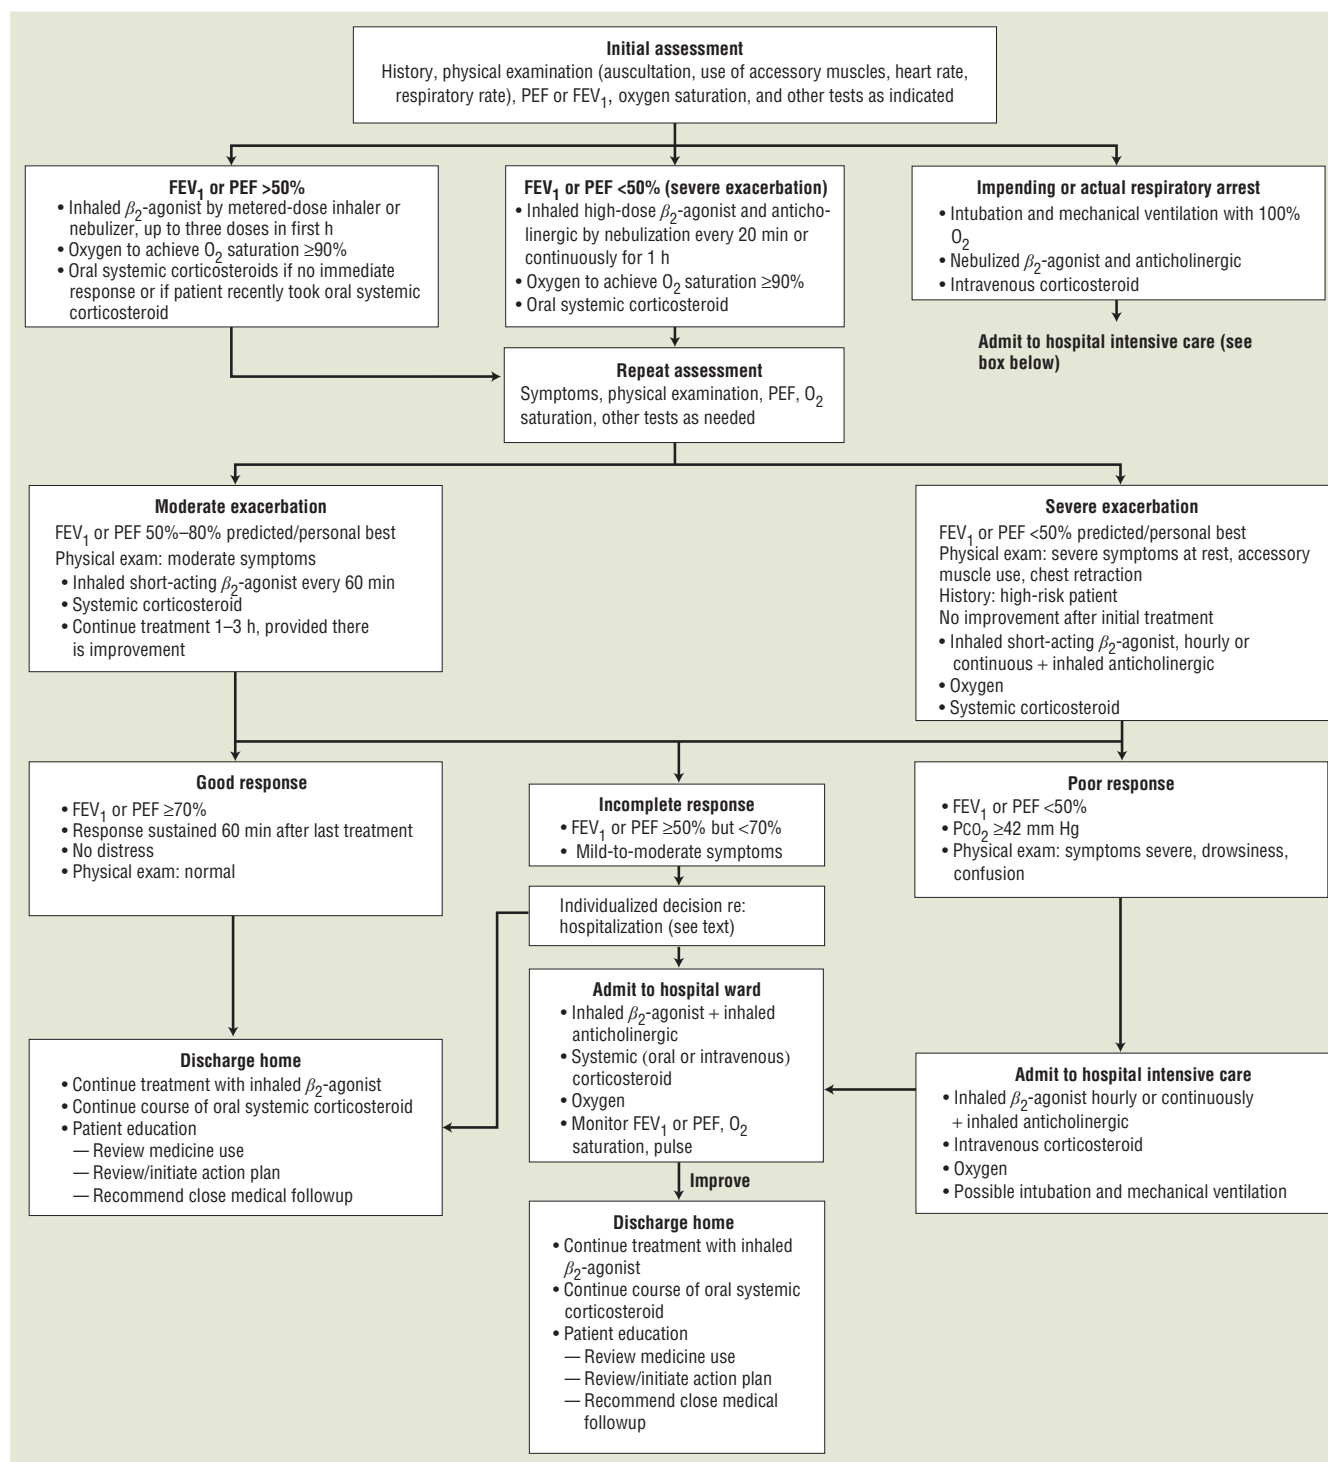 Initial assessment
History, physical examination (auscultation, use of accessory muscles, heart rate,
respiratory rate), PEF or FEV1, oxygen saturation, and other tests as indicated
FEV1 or PEF >50%
• Inhaled β2-agonist by metered-dose inhaler or
nebulizer, up to three doses in first h
• Oxygen to achieve O2 saturation ≥90%
• Oral systemic corticosteroids if no immediate
response or if patient recently took oral systemic
corticosteroid
FEV1 or PEF <50% (severe exacerbation)
• Inhaled high-dose β2-agonist and anticho-
linergic by nebulization every 20 min or
continuously for 1 h
• Oxygen to achieve O2 saturation ≥90%
• Oral systemic corticosteroid
Impending or actual respiratory arrest
• Intubation and mechanical ventilation with 100%
O2
• Nebulized β2-agonist and anticholinergic
• Intravenous corticosteroid
Admit to hospital intensive care (see
box below)
Repeat assessment
Symptoms, physical examination, PEF, O2
saturation, other tests as needed
Moderate exacerbation
FEV1 or PEF 50%–80% predicted/personal best
Physical exam: moderate symptoms
• Inhaled short-acting β2-agonist every 60 min
• Systemic corticosteroid
• Continue treatment 1–3 h, provided there
is improvement
Severe exacerbation
FEV1 or PEF <50% predicted/personal best
Physical exam: severe symptoms at rest, accessory
muscle use, chest retraction
History: high-risk patient
No improvement after initial treatment
• Inhaled short-acting β2-agonist, hourly or
continuous + inhaled anticholinergic
• Oxygen
• Systemic corticosteroid
Good response
• FEV1 or PEF ≥70%
• Response sustained 60 min after last treatment
• No distress
• Physical exam: normal
Incomplete response
• FEV1 or PEF ≥50% but <70%
• Mild-to-moderate symptoms
Poor response
• FEV1 or PEF <50%
• PCO2 ≥42 mm Hg
• Physical exam: symptoms severe, drowsiness,
confusion
Individualized decision re:
hospitalization (see text)
Admit to hospital ward
• Inhaled β2-agonist + inhaled
anticholinergic
• Systemic (oral or intravenous)
corticosteroid
• Oxygen
• Monitor FEV1 or PEF, O2
saturation, pulse
Discharge home
• Continue treatment with inhaled β2-agonist
• Continue course of oral systemic corticosteroid
• Patient education
— Review medicine use
— Review/initiate action plan
— Recommend close medical followup
Admit to hospital intensive care
• Inhaled β2-agonist hourly or continuously
+ inhaled anticholinergic
• Intravenous corticosteroid
• Oxygen
• Possible intubation and mechanical ventilation
Improve
Discharge home
• Continue treatment with inhaled
β2-agonist
• Continue course of oral systemic
corticosteroid
• Patient education
— Review medicine use
— Review/initiate action plan
— Recommend close medical
followup